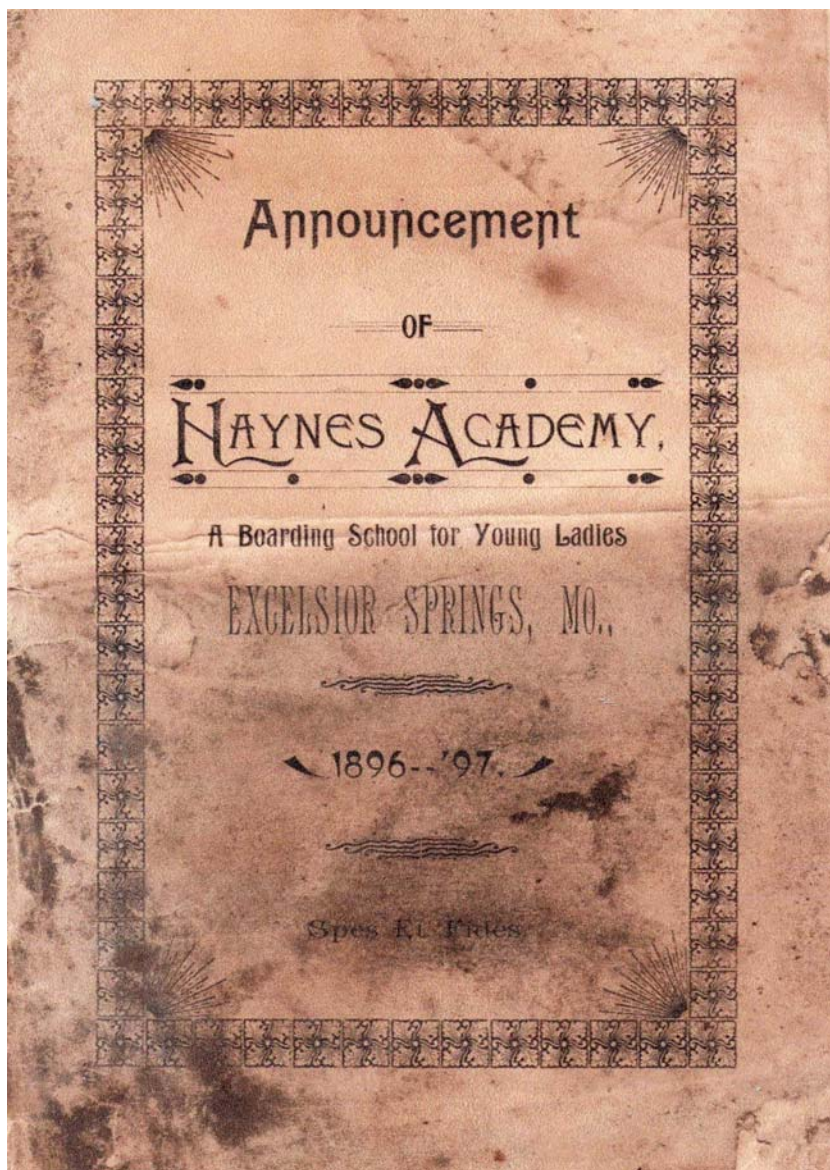 Announcement
OF
HAYNES ACADEMY,
A Boarding School for Young Ladies
EXCELSIOR SPRINGS, MO.,
1896--'97.
Spes Et Fides